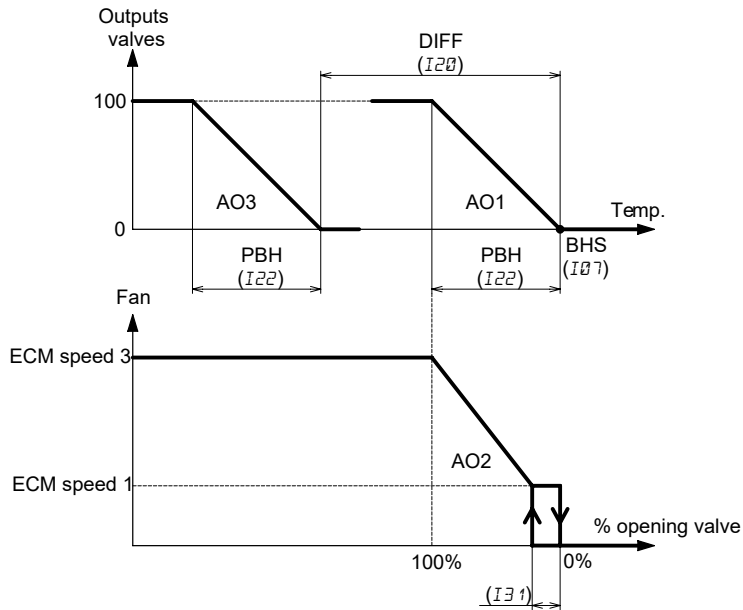 Outputs
valves
DIFF
(I20)
100
AO3
AO1
Temp.
0
PBH
(I22)
PBH
(I22)
BHS
(I07)
Fan
ECM speed 3
AO2
ECM speed 1
% opening valve
100%
0%
(I31)